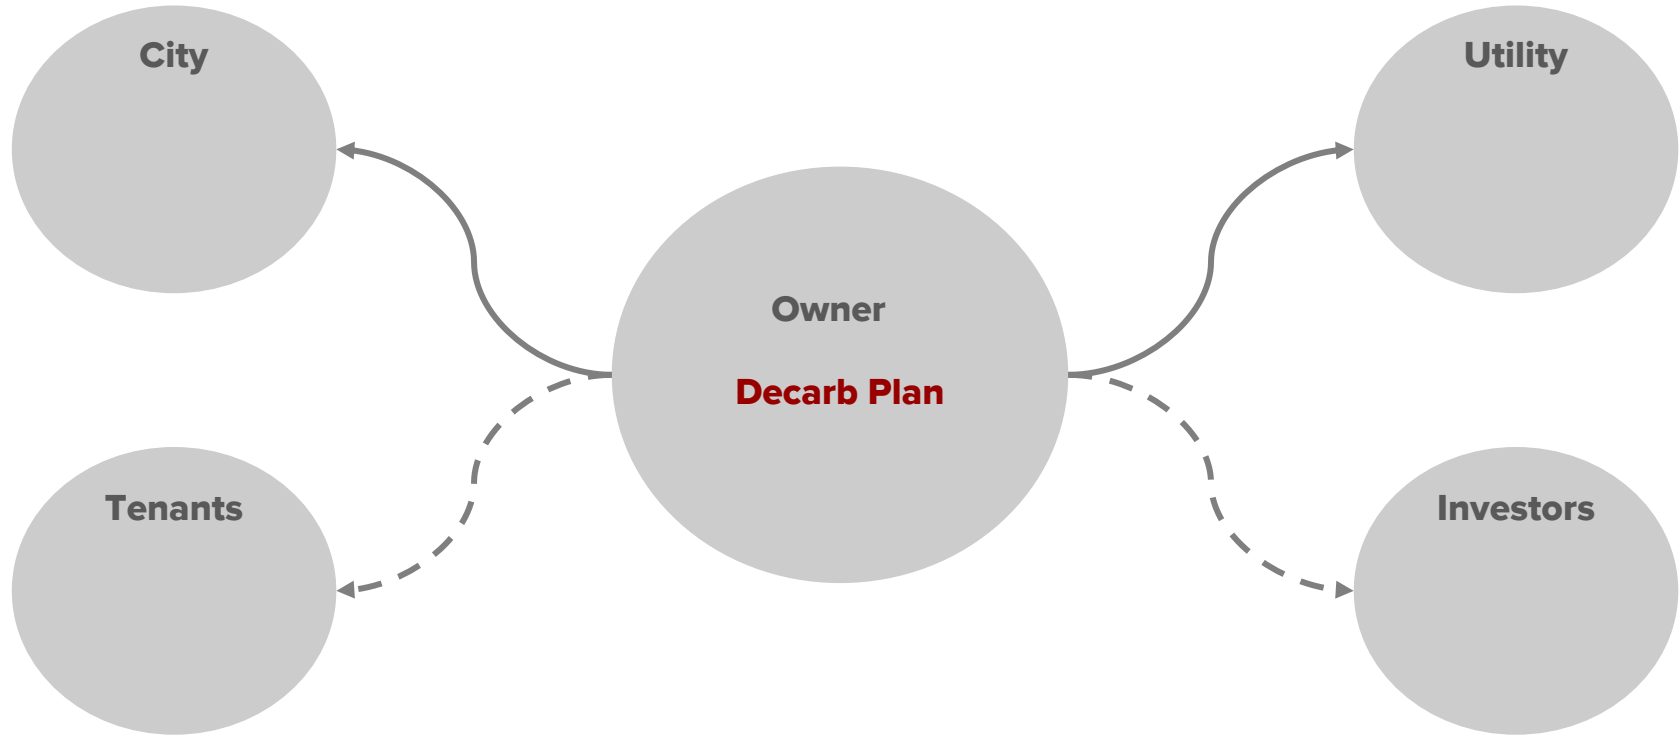 City
Utility
Owner
Decarb Plan
Tenants
Investors